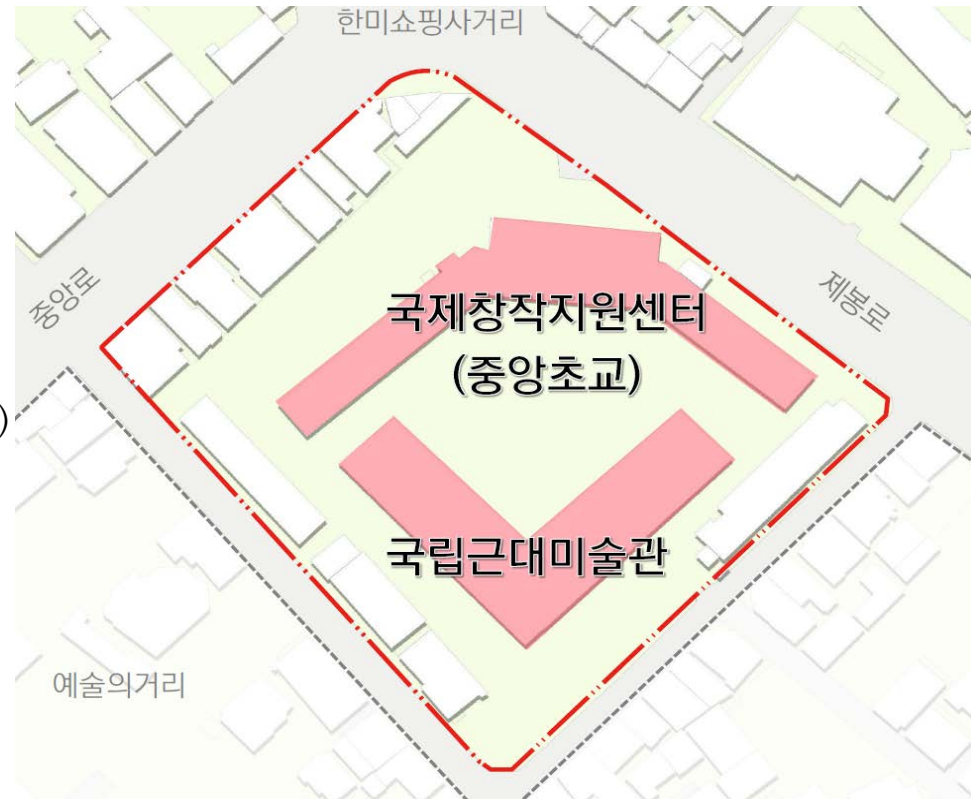 한미쇼핑사거리
중앙로
제봉로
국제창작지원센터
(중앙초교)
)
국립근대미술관
예술의거리